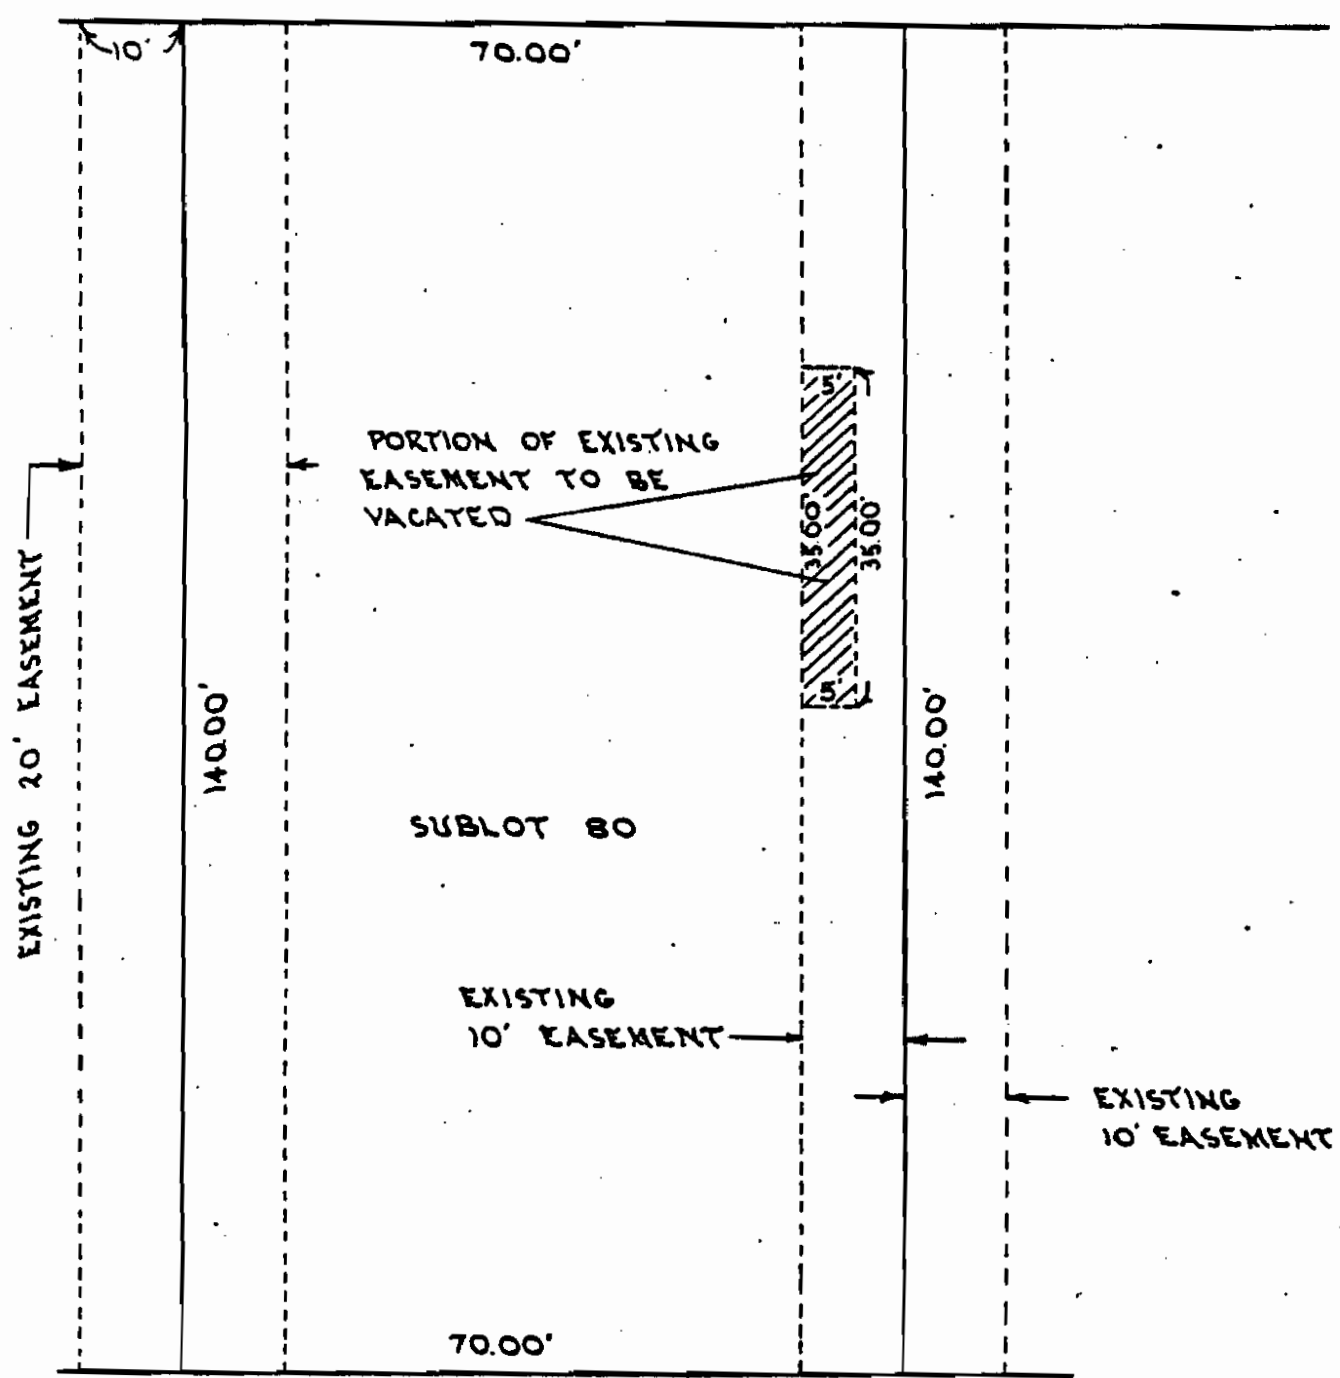 10'
70.00'
5'
PORTION OF EXISTING
EASEMENT TO BE
VACATED
35.00'
35.00'
5'
EXISTING 20' EASEMENT
140.00'
140.00'
SUBLOT 80
EXISTING
10' EASEMENT
EXISTING
10' EASEMENT
70.00'